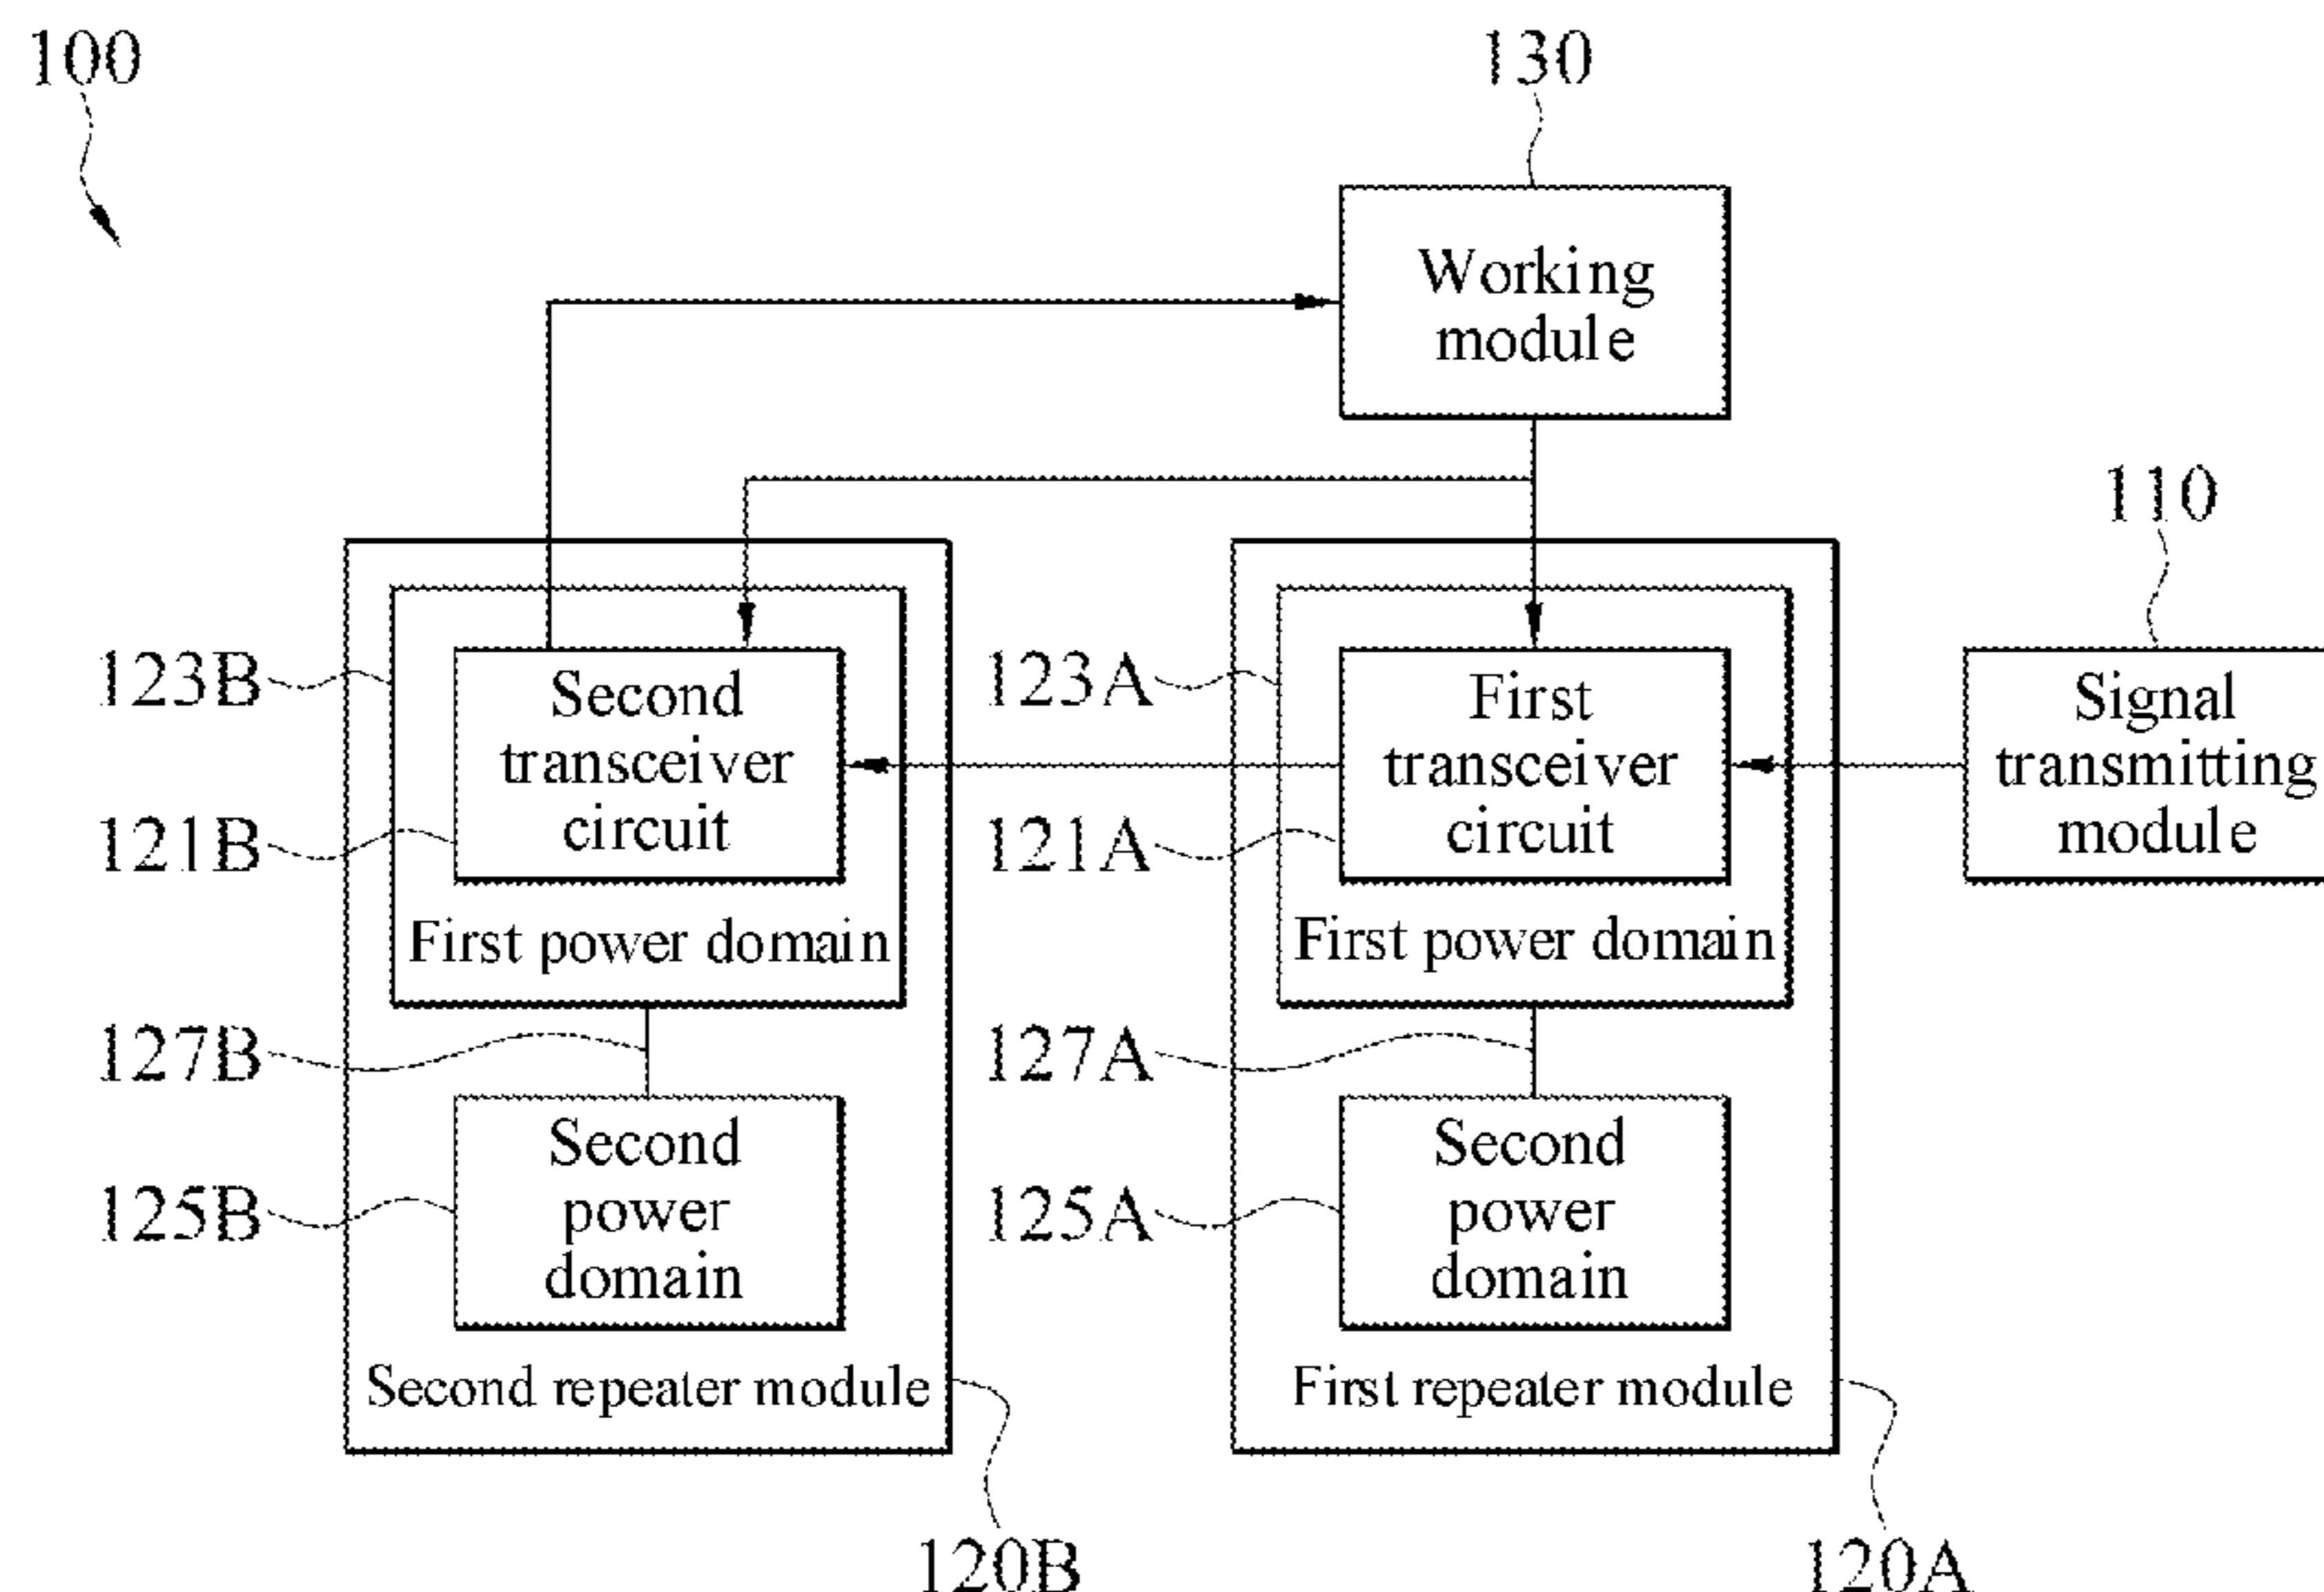 100
130
Working
module
110
123B
Second
transceiver
circuit
121B
First power domain
123A
First
transceiver
circuit
121A
First power domain
Signal
transmitting
module
127B
127A
125B
Second
power
domain
Second repeater module
125A
Second
power
domain
First repeater module
120B
120A